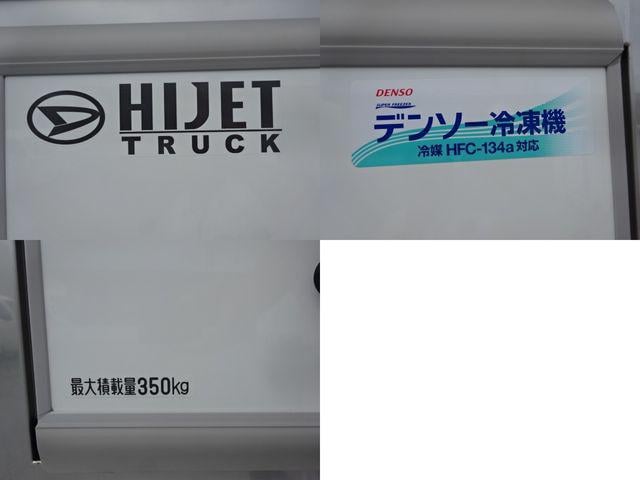 HIJET
TRUCK
DENSO
SUPER FREEZER
デンソー冷凍機
冷媒 HFC-134a 対応
最大積載量350kg